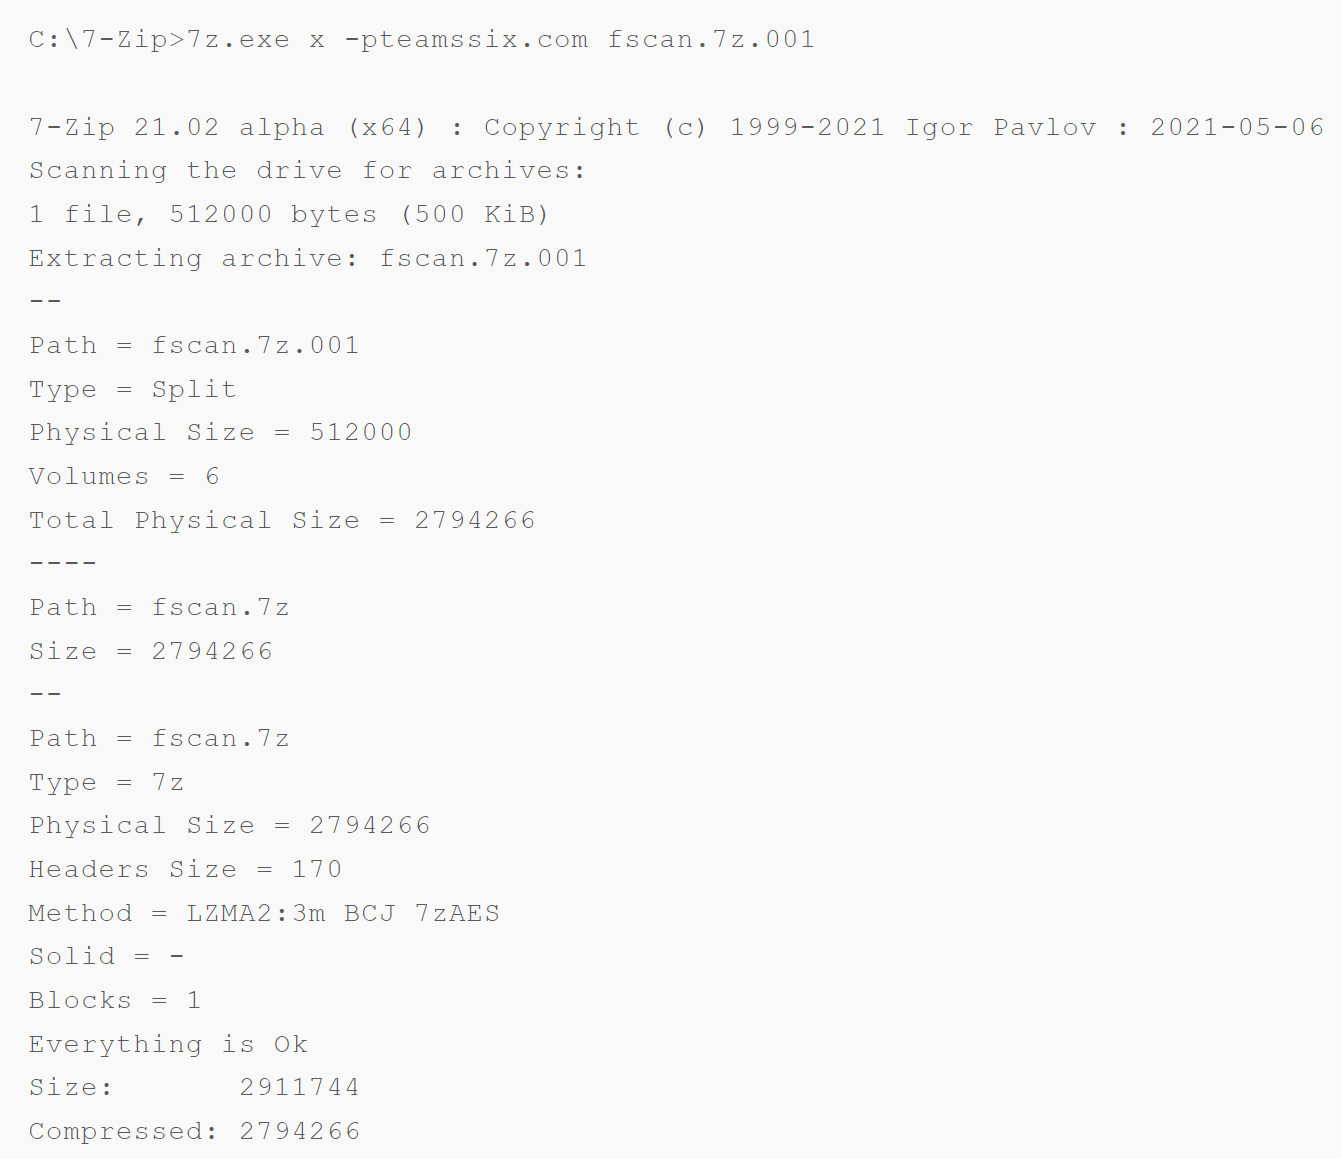 C:\7-Zip>7z.exe x -pteamssix.com fscan.7z.001
7-Zip 21.02 alpha (x64) : Copyright (c) 1999-2021 Igor Pavlov : 2021-05-06
Scanning the drive for archives:
1 file, 512000 bytes (500 KiB)
Extracting archive: fscan.7z.001
--
Path = fscan.7z.001
Type = Split
Physical Size = 512000
Volumes = 6
Total Physical Size = 2794266
----
Path = fscan.7z
Size = 2794266
--
Path = fscan.7z
Type = 7z
Physical Size = 2794266
Headers Size = 170
Method = LZMA2:3m BCJ 7zAES
Solid = -
Blocks = 1
Everything is Ok
Size:       2911744
Compressed: 2794266